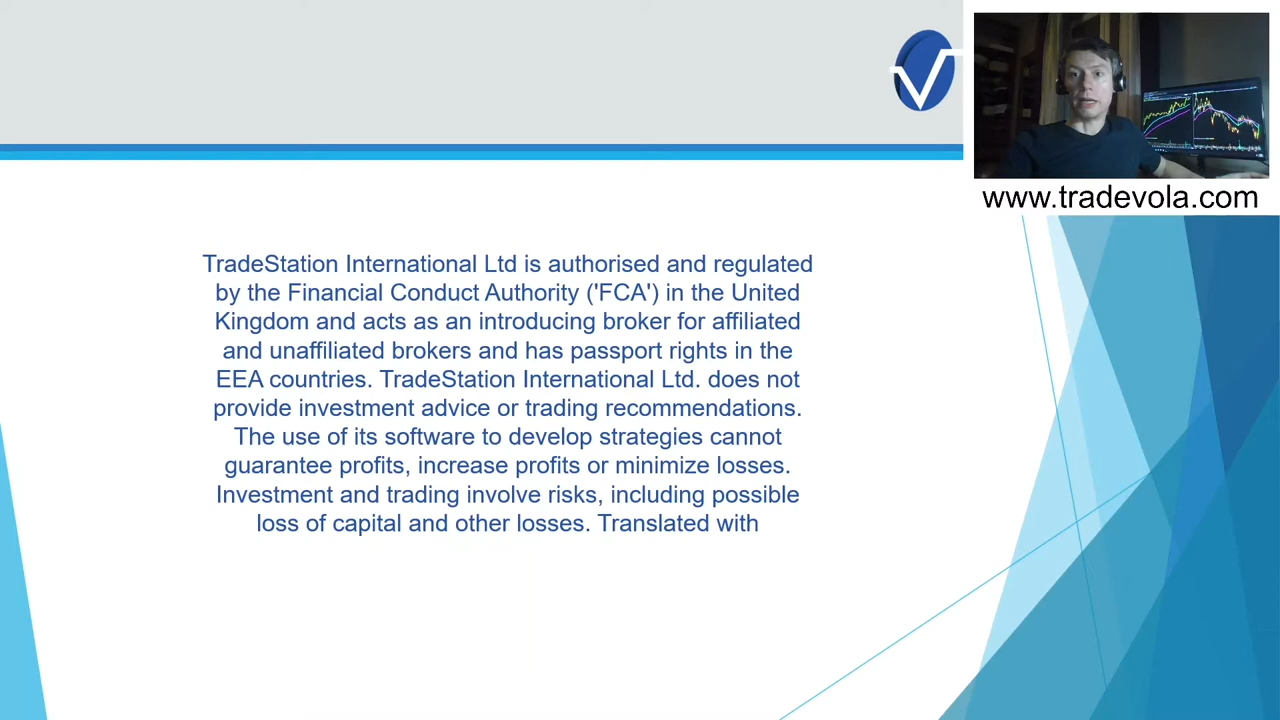 www.tradevola.com
TradeStation International Ltd is authorised and regulated
by the Financial Conduct Authority ('FCA') in the United
Kingdom and acts as an introducing broker for affiliated
and unaffiliated brokers and has passport rights in the
EEA countries. TradeStation International Ltd. does not
provide investment advice or trading recommendations.
The use of its software to develop strategies cannot
guarantee profits, increase profits or minimize losses.
Investment and trading involve risks, including possible
loss of capital and other losses. Translated with